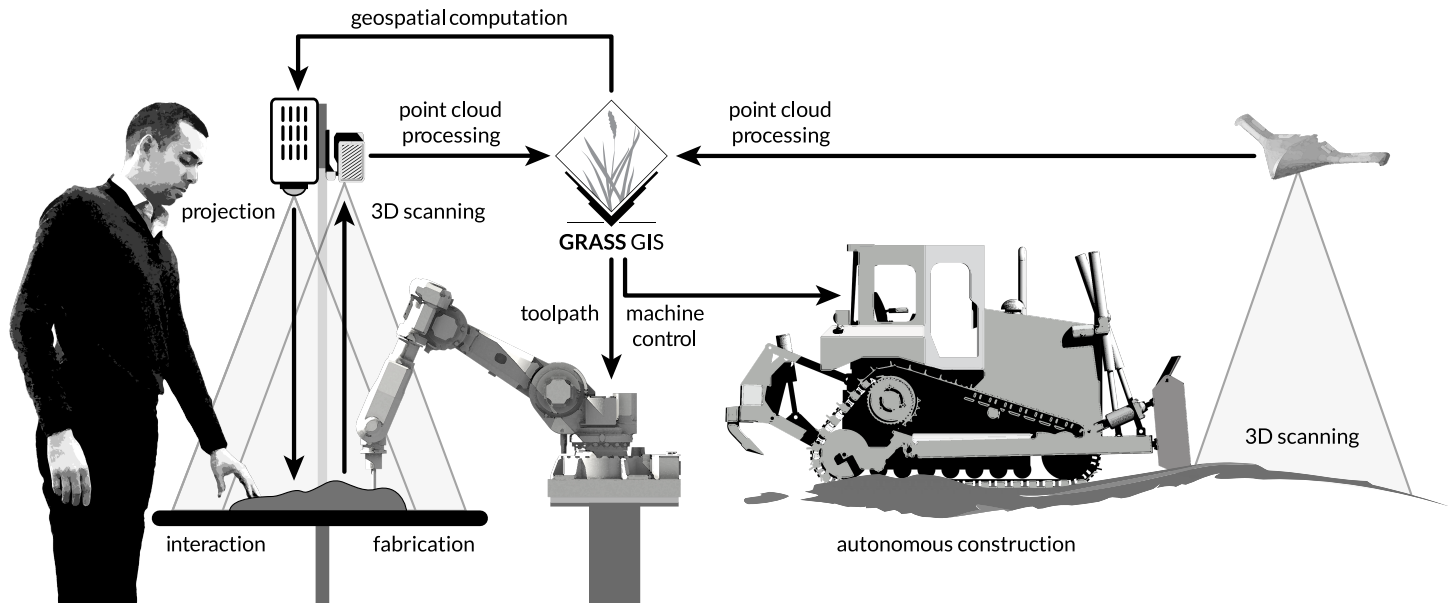 geospatial computation
point cloud
processing
point cloud
processing
projection
3D scanning
GRASS GIS
toolpath
machine
control
3D scanning
interaction
fabrication
autonomous construction